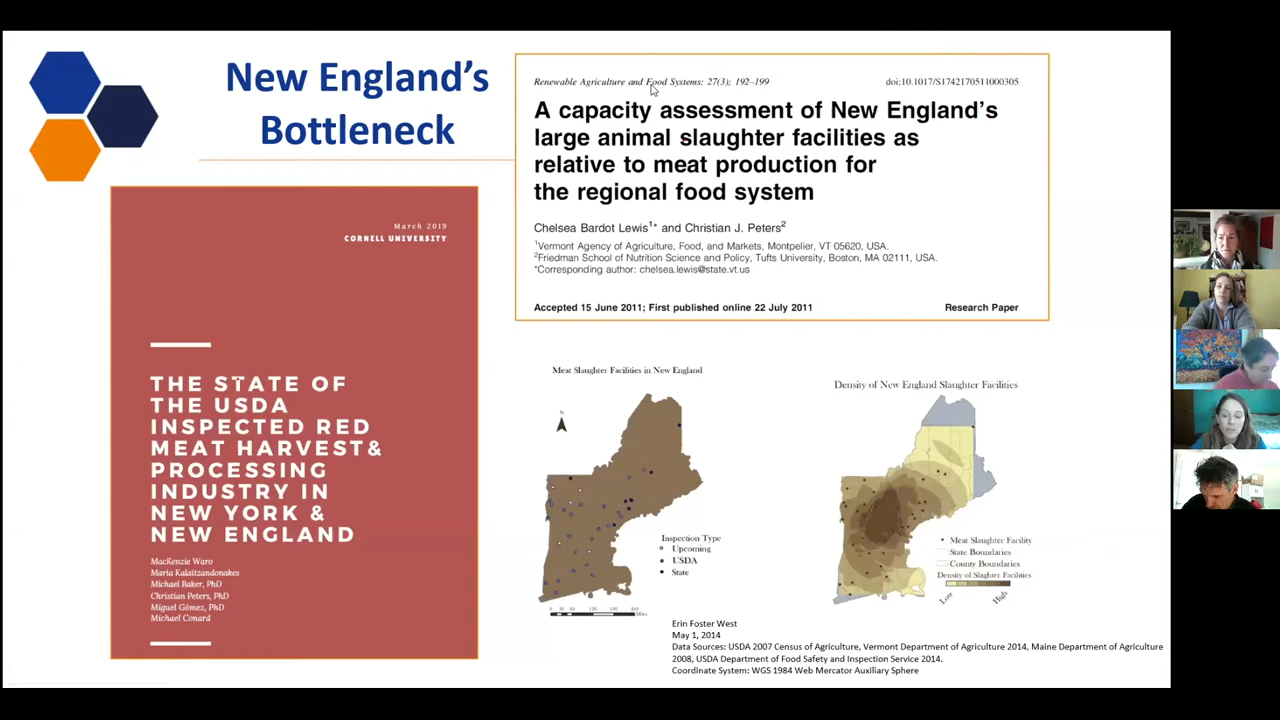 New England's
Bottleneck
Renewable Agriculture and Food Systems: 27(3); 192–199
doi:10.1017/S1742170511000305
A capacity assessment of New England's
large animal slaughter facilities as
relative to meat production for
the regional food system
Chelsea Bardot Lewis1* and Christian J. Peters2
1Vermont Agency of Agriculture, Food, and Markets, Montpelier, VT 05620, USA.
2Friedman School of Nutrition Science and Policy, Tufts University, Boston, MA 02111, USA.
*Corresponding author: chelsea.lewis@state.vt.us
Accepted 15 June 2011; First published online 22 July 2011
Research Paper
March 2019
CORNELL UNIVERSITY
THE STATE OF
THE USDA
INSPECTED RED
MEAT HARVEST&
PROCESSING
INDUSTRY IN
NEW YORK &
NEW ENGLAND
MacKenzie Waro
Maria Kalaitzandonakes
Michael Baker, PhD
Christian Peters, PhD
Miguel Gómez, PhD
Michael Conard
Meat Slaughter Facilities in New England
N
Inspection Type
Upcoming
USDA
State
Density of New England Slaughter Facilities
Meat Slaughter Facility
State Boundaries
County Boundaries
Density of Slaghter Facilities
Low
High
Erin Foster West
May 1, 2014
Data Sources: USDA 2007 Census of Agriculture, Vermont Department of Agriculture 2014, Maine Department of Agriculture
2008, USDA Department of Food Safety and Inspection Service 2014.
Coordinate System: WGS 1984 Web Mercator Auxiliary Sphere